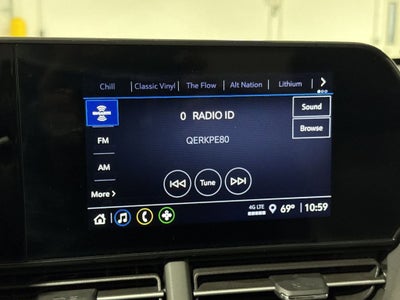 Chill Classic Vinyl The Flow Alt Nation Lithium
0 RADIO ID
Sound
QERKPE80
Browse
FM
AM
More
Tune
4G LTE 69° 10:59